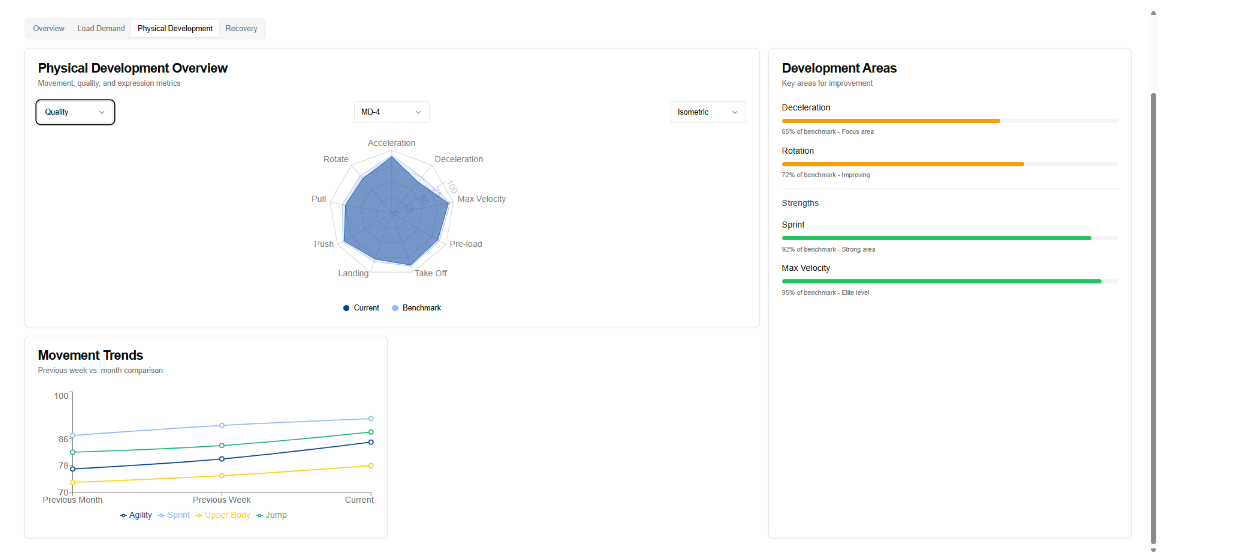 Overview Load Demand Physical Development Recovery
Physical Development Overview
Movement, quality, and expression metrics
Quality
MD-4
Isometric
Acceleration
Rotate
Deceleration
100
Pull
Max Velocity
Push
Pre-load
Landing
Take Off
Current Benchmark
Development Areas
Key areas for improvement
Deceleration
65% of benchmark - Focus area
Rotation
72% of benchmark - Improving
Strengths
Sprint
92% of benchmark - Strong area
Max Velocity
95% of benchmark - Elite level
Movement Trends
Previous week vs. month comparison
100
86
78
70
Previous Month Previous Week Current
Agility Sprint Upper Body Jump